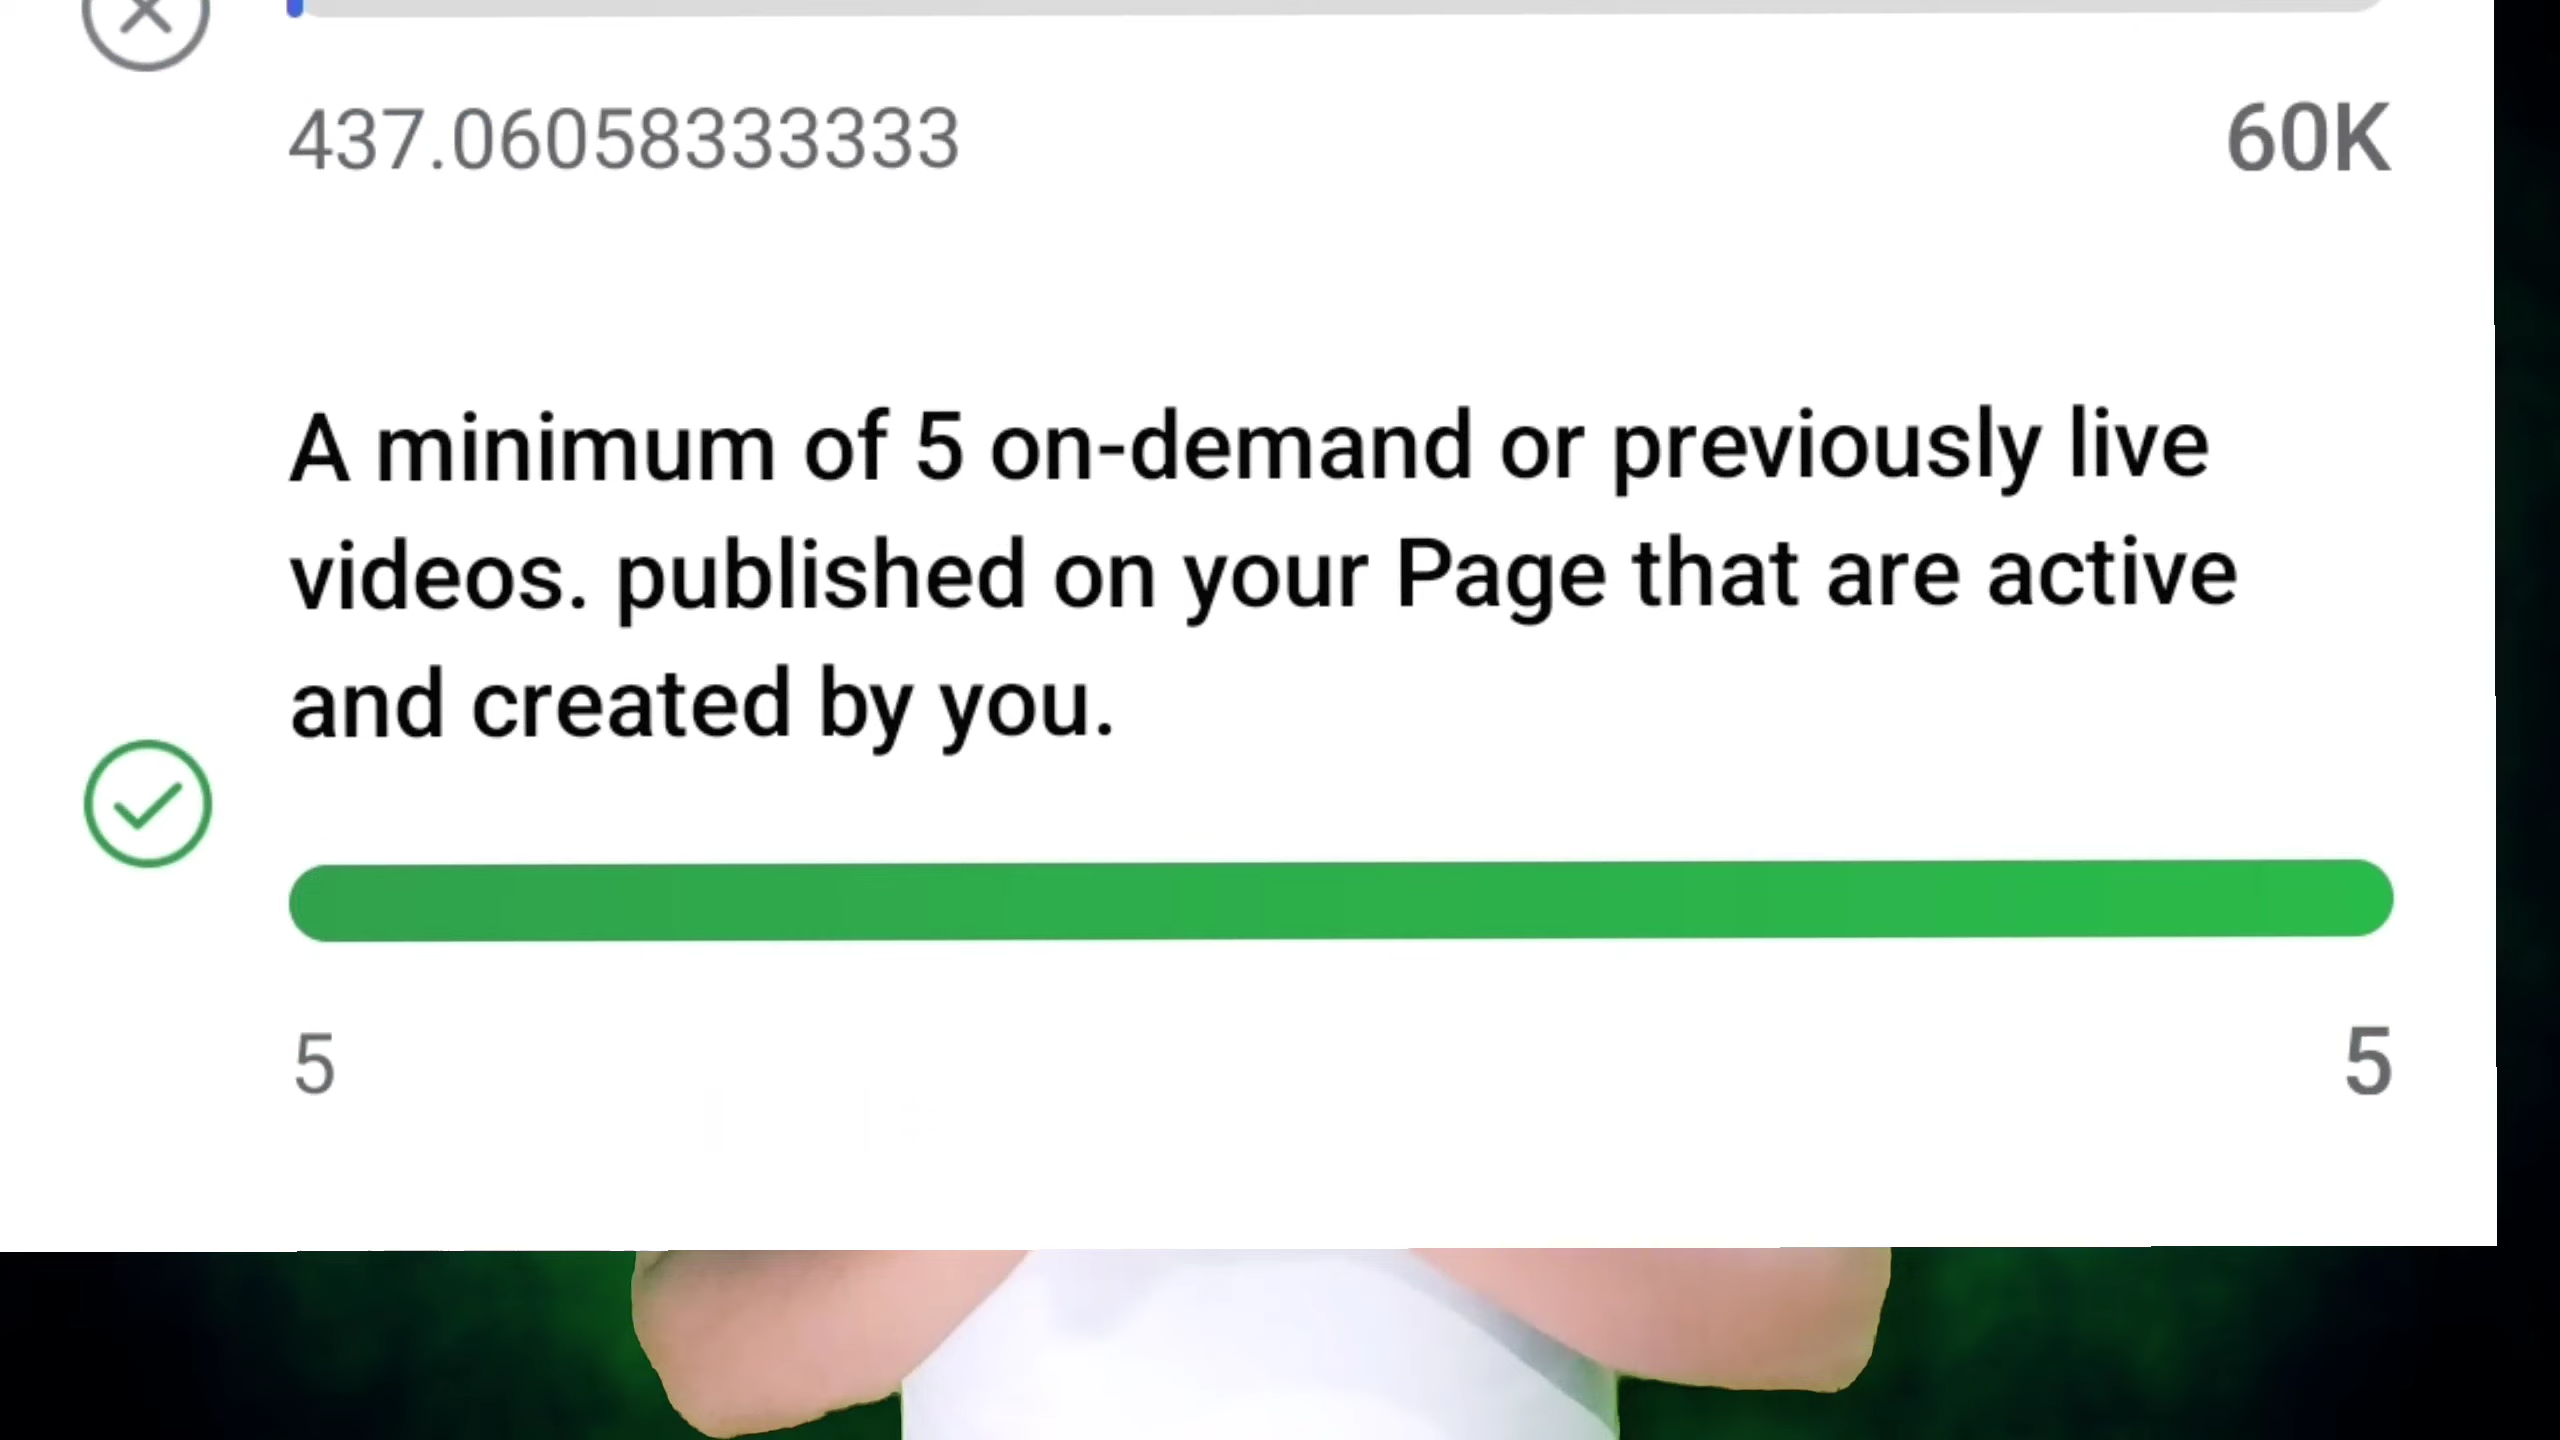 437.06058333333 60K
A minimum of 5 on-demand or previously live
videos. published on your Page that are active
and created by you.
5 5